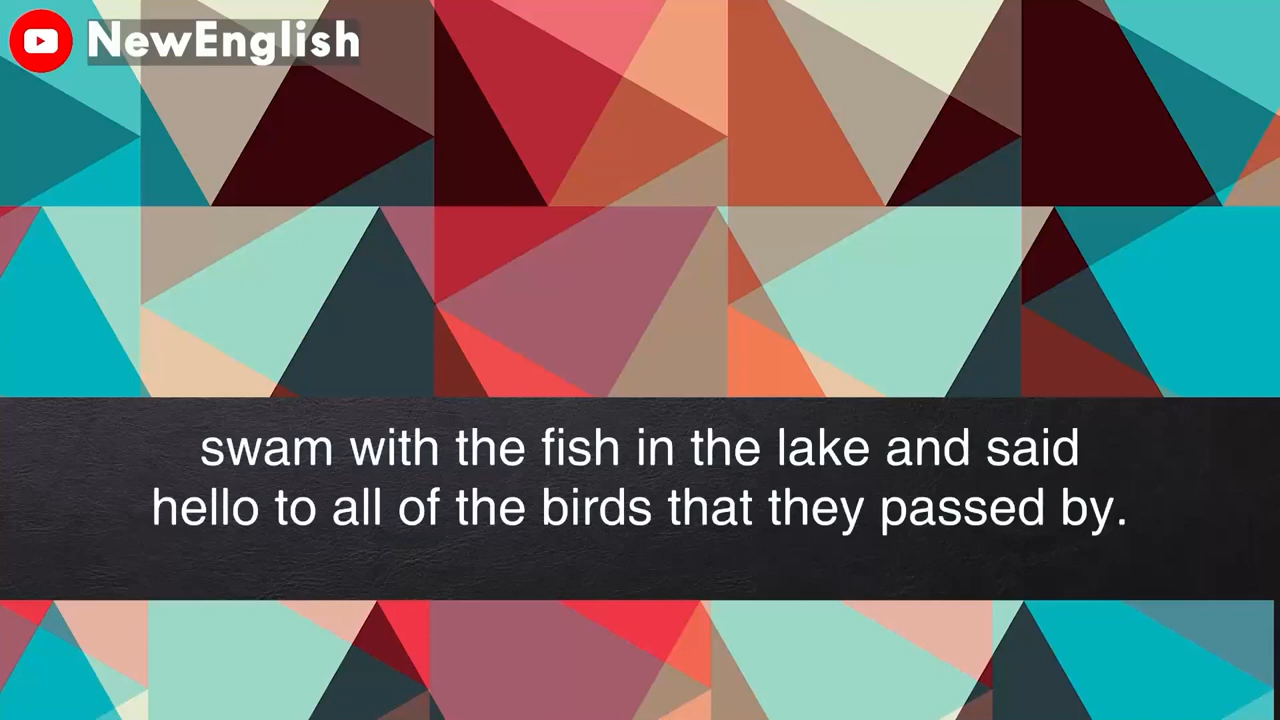 NewEnglish
swam with the fish in the lake and said
hello to all of the birds that they passed by.